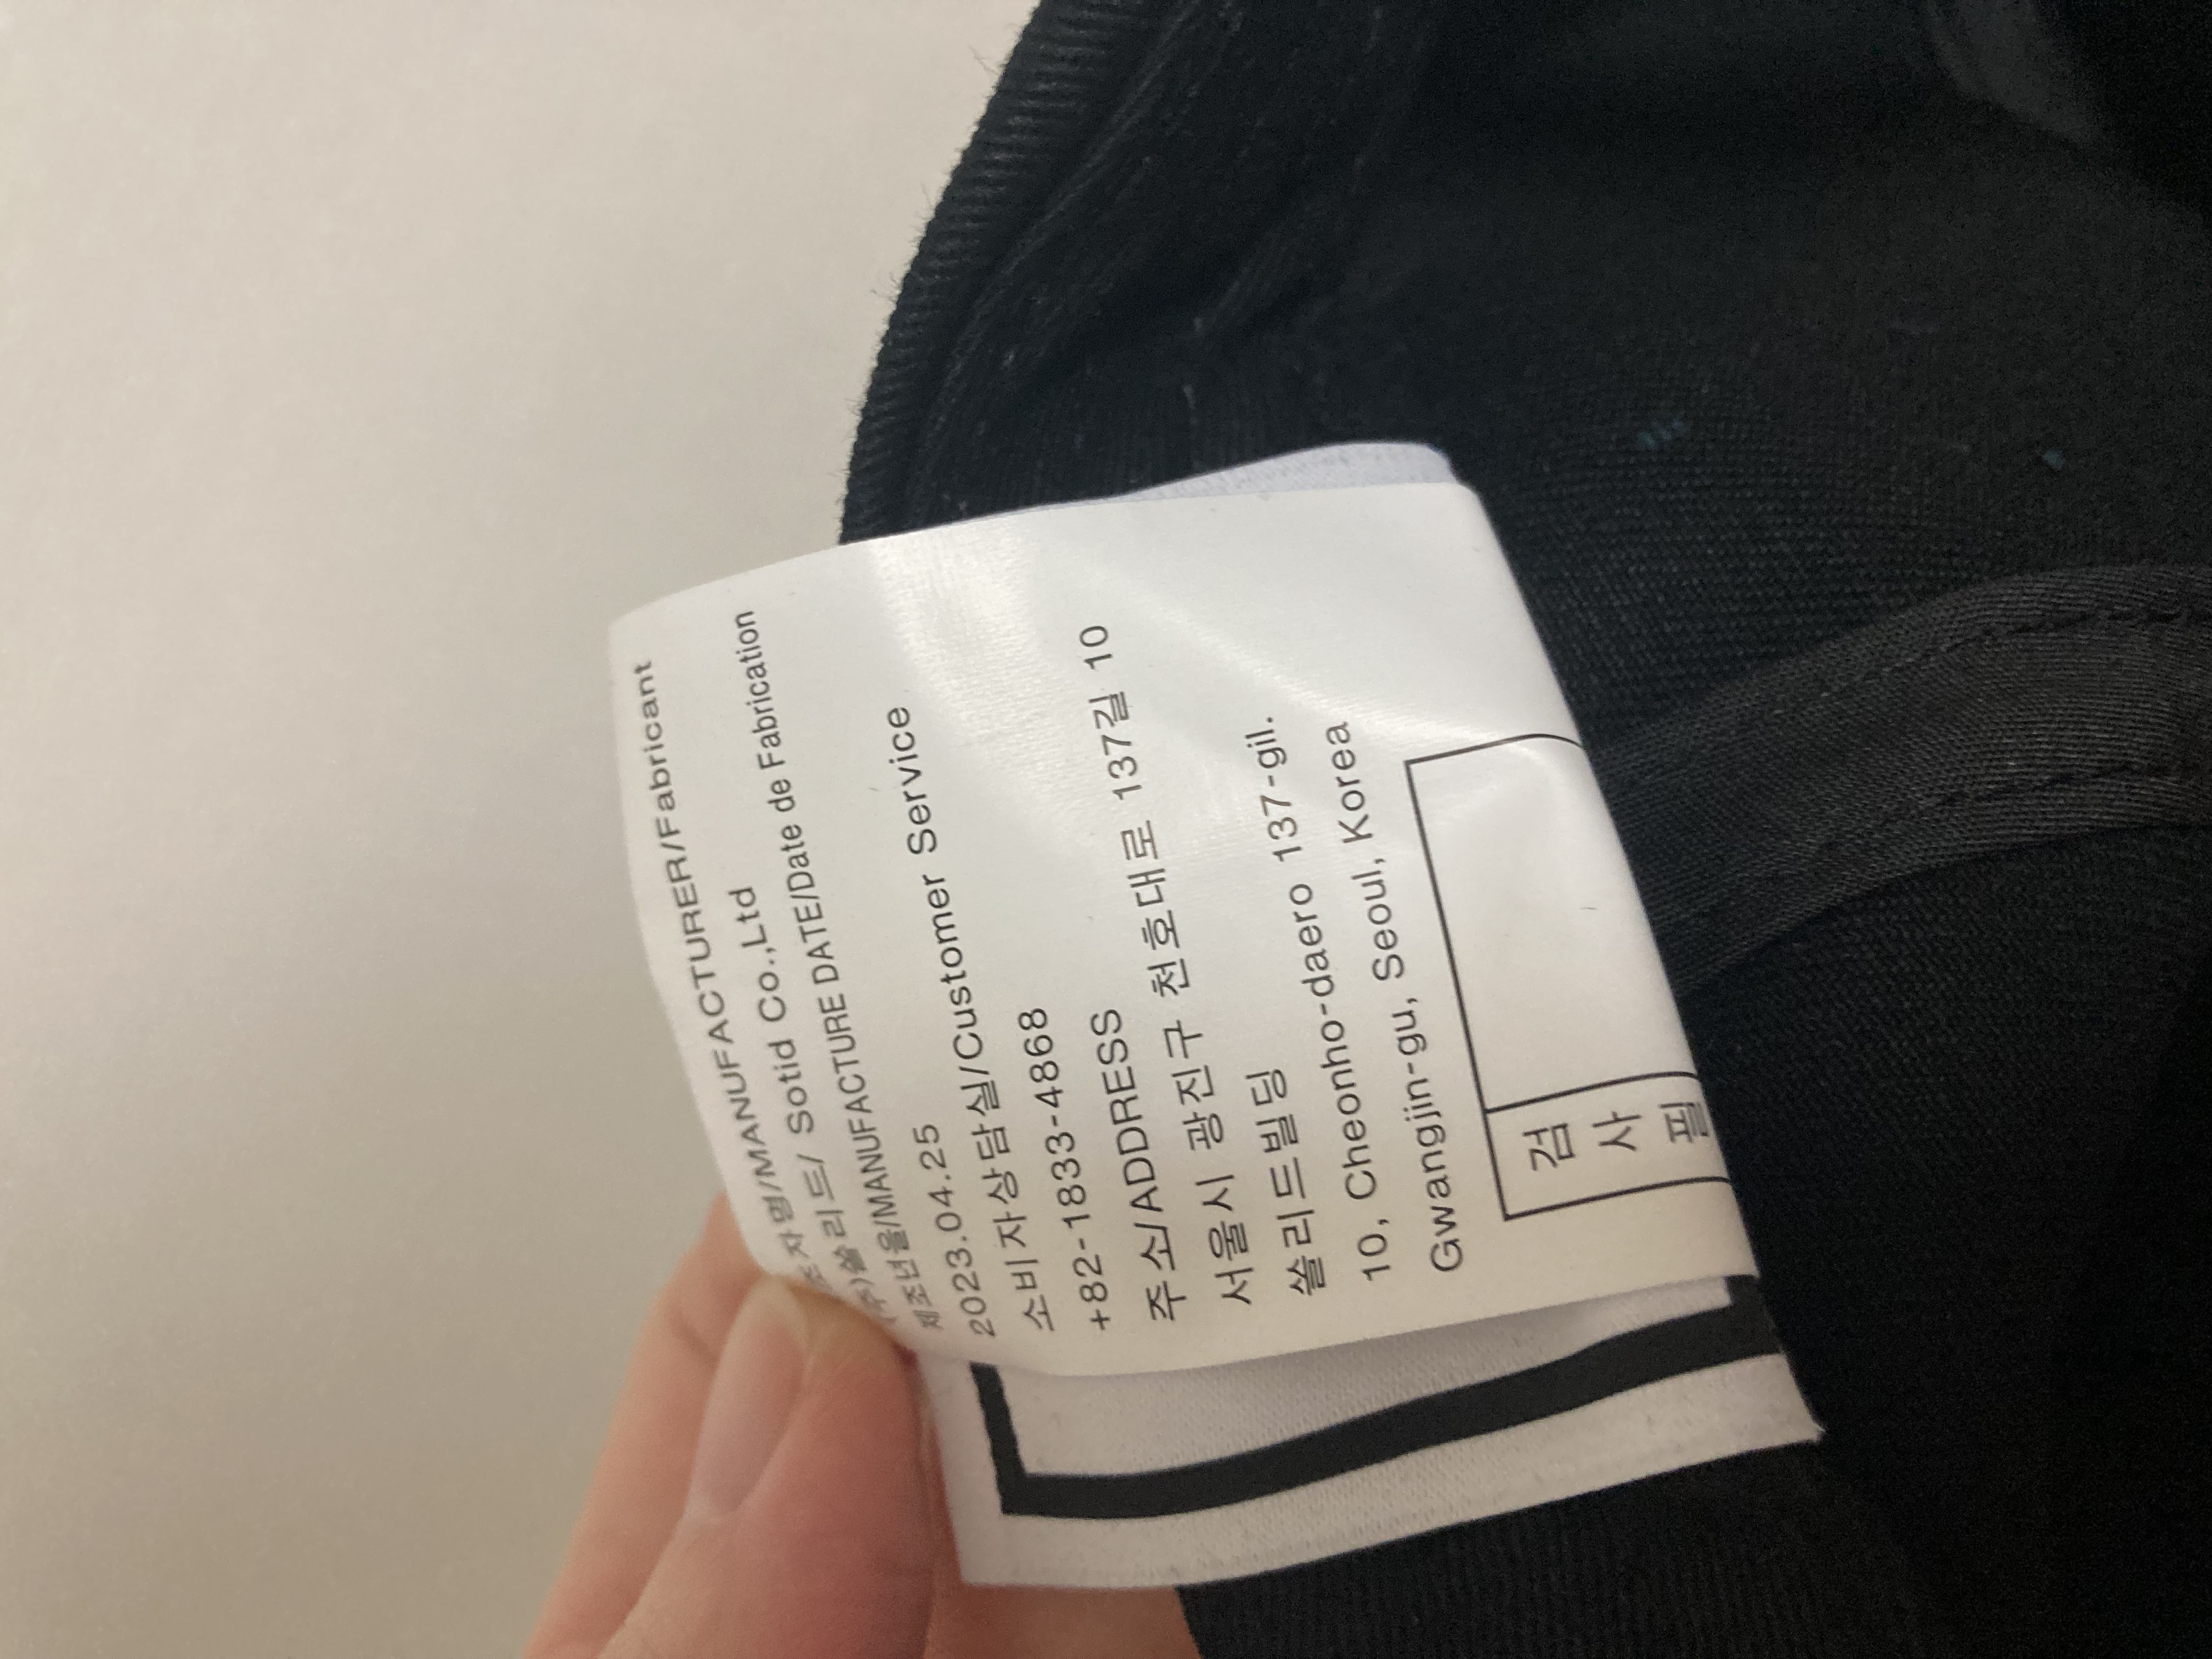 제조자명/MANUFACTURER/Fabricant
(주)쏠리드/ Sotid Co.,Ltd
제조년월/MANUFACTURE DATE/Date de Fabrication
2023.04.25
소비자상담실/Customer Service
+82-1833-4868
주소/ADDRESS
서울시 광진구 천호대로 137길 10
쏠리드빌딩
10, Cheonho-daero 137-gil.
Gwangjin-gu, Seoul, Korea
검
사
필